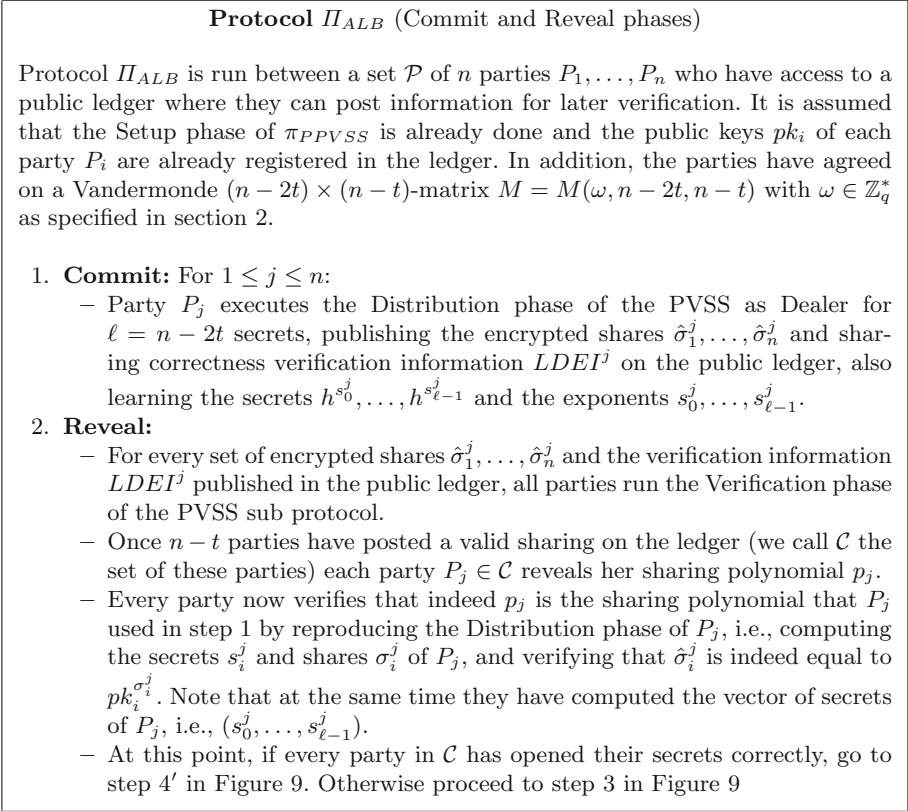 Protocol Π_ALB (Commit and Reveal phases)
Protocol Π_ALB is run between a set 𝒫 of n parties P_1, . . . , P_n who have access to a
public ledger where they can post information for later verification. It is assumed
that the Setup phase of π_PPVSS is already done and the public keys pk_i of each
party P_i are already registered in the ledger. In addition, the parties have agreed
on a Vandermonde (n − 2t) × (n − t)-matrix M = M(ω, n − 2t, n − t) with ω ∈ ℤ_q^*
as specified in section 2.
1. Commit: For 1 ≤ j ≤ n:
– Party P_j executes the Distribution phase of the PVSS as Dealer for
ℓ = n − 2t secrets, publishing the encrypted shares σ̂_1^j, . . . , σ̂_n^j and shar-
ing correctness verification information LDEI^j on the public ledger, also
learning the secrets h^{s_0^j}, . . . , h^{s_{ℓ−1}^j} and the exponents s_0^j, . . . , s_{ℓ−1}^j.
2. Reveal:
– For every set of encrypted shares σ̂_1^j, . . . , σ̂_n^j and the verification information
LDEI^j published in the public ledger, all parties run the Verification phase
of the PVSS sub protocol.
– Once n − t parties have posted a valid sharing on the ledger (we call 𝒞 the
set of these parties) each party P_j ∈ 𝒞 reveals her sharing polynomial p_j.
– Every party now verifies that indeed p_j is the sharing polynomial that P_j
used in step 1 by reproducing the Distribution phase of P_j, i.e., computing
the secrets s_i^j and shares σ_i^j of P_j, and verifying that σ̂_i^j is indeed equal to
pk_i^{σ_i^j}. Note that at the same time they have computed the vector of secrets
of P_j, i.e., (s_0^j, . . . , s_{ℓ−1}^j).
– At this point, if every party in 𝒞 has opened their secrets correctly, go to
step 4′ in Figure 9. Otherwise proceed to step 3 in Figure 9